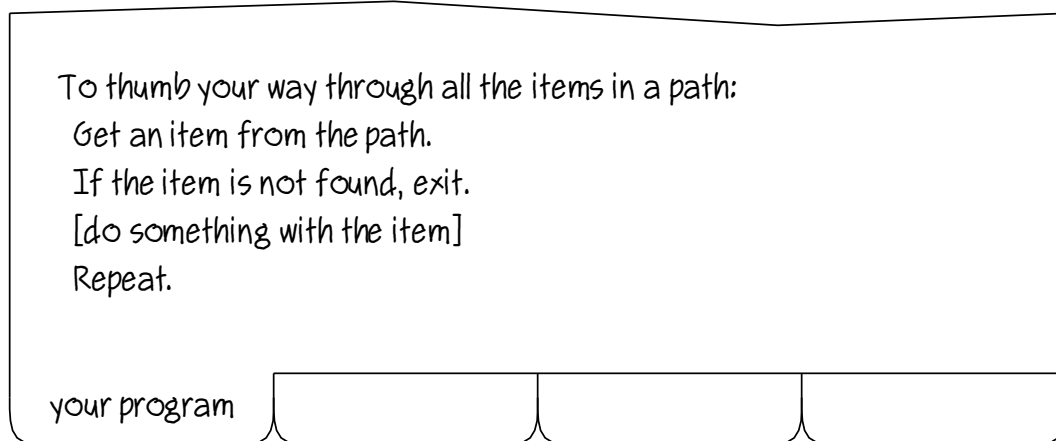 To thumb your way through all the items in a path:
Get an item from the path.
If the item is not found, exit.
[do something with the item]
Repeat.
your program